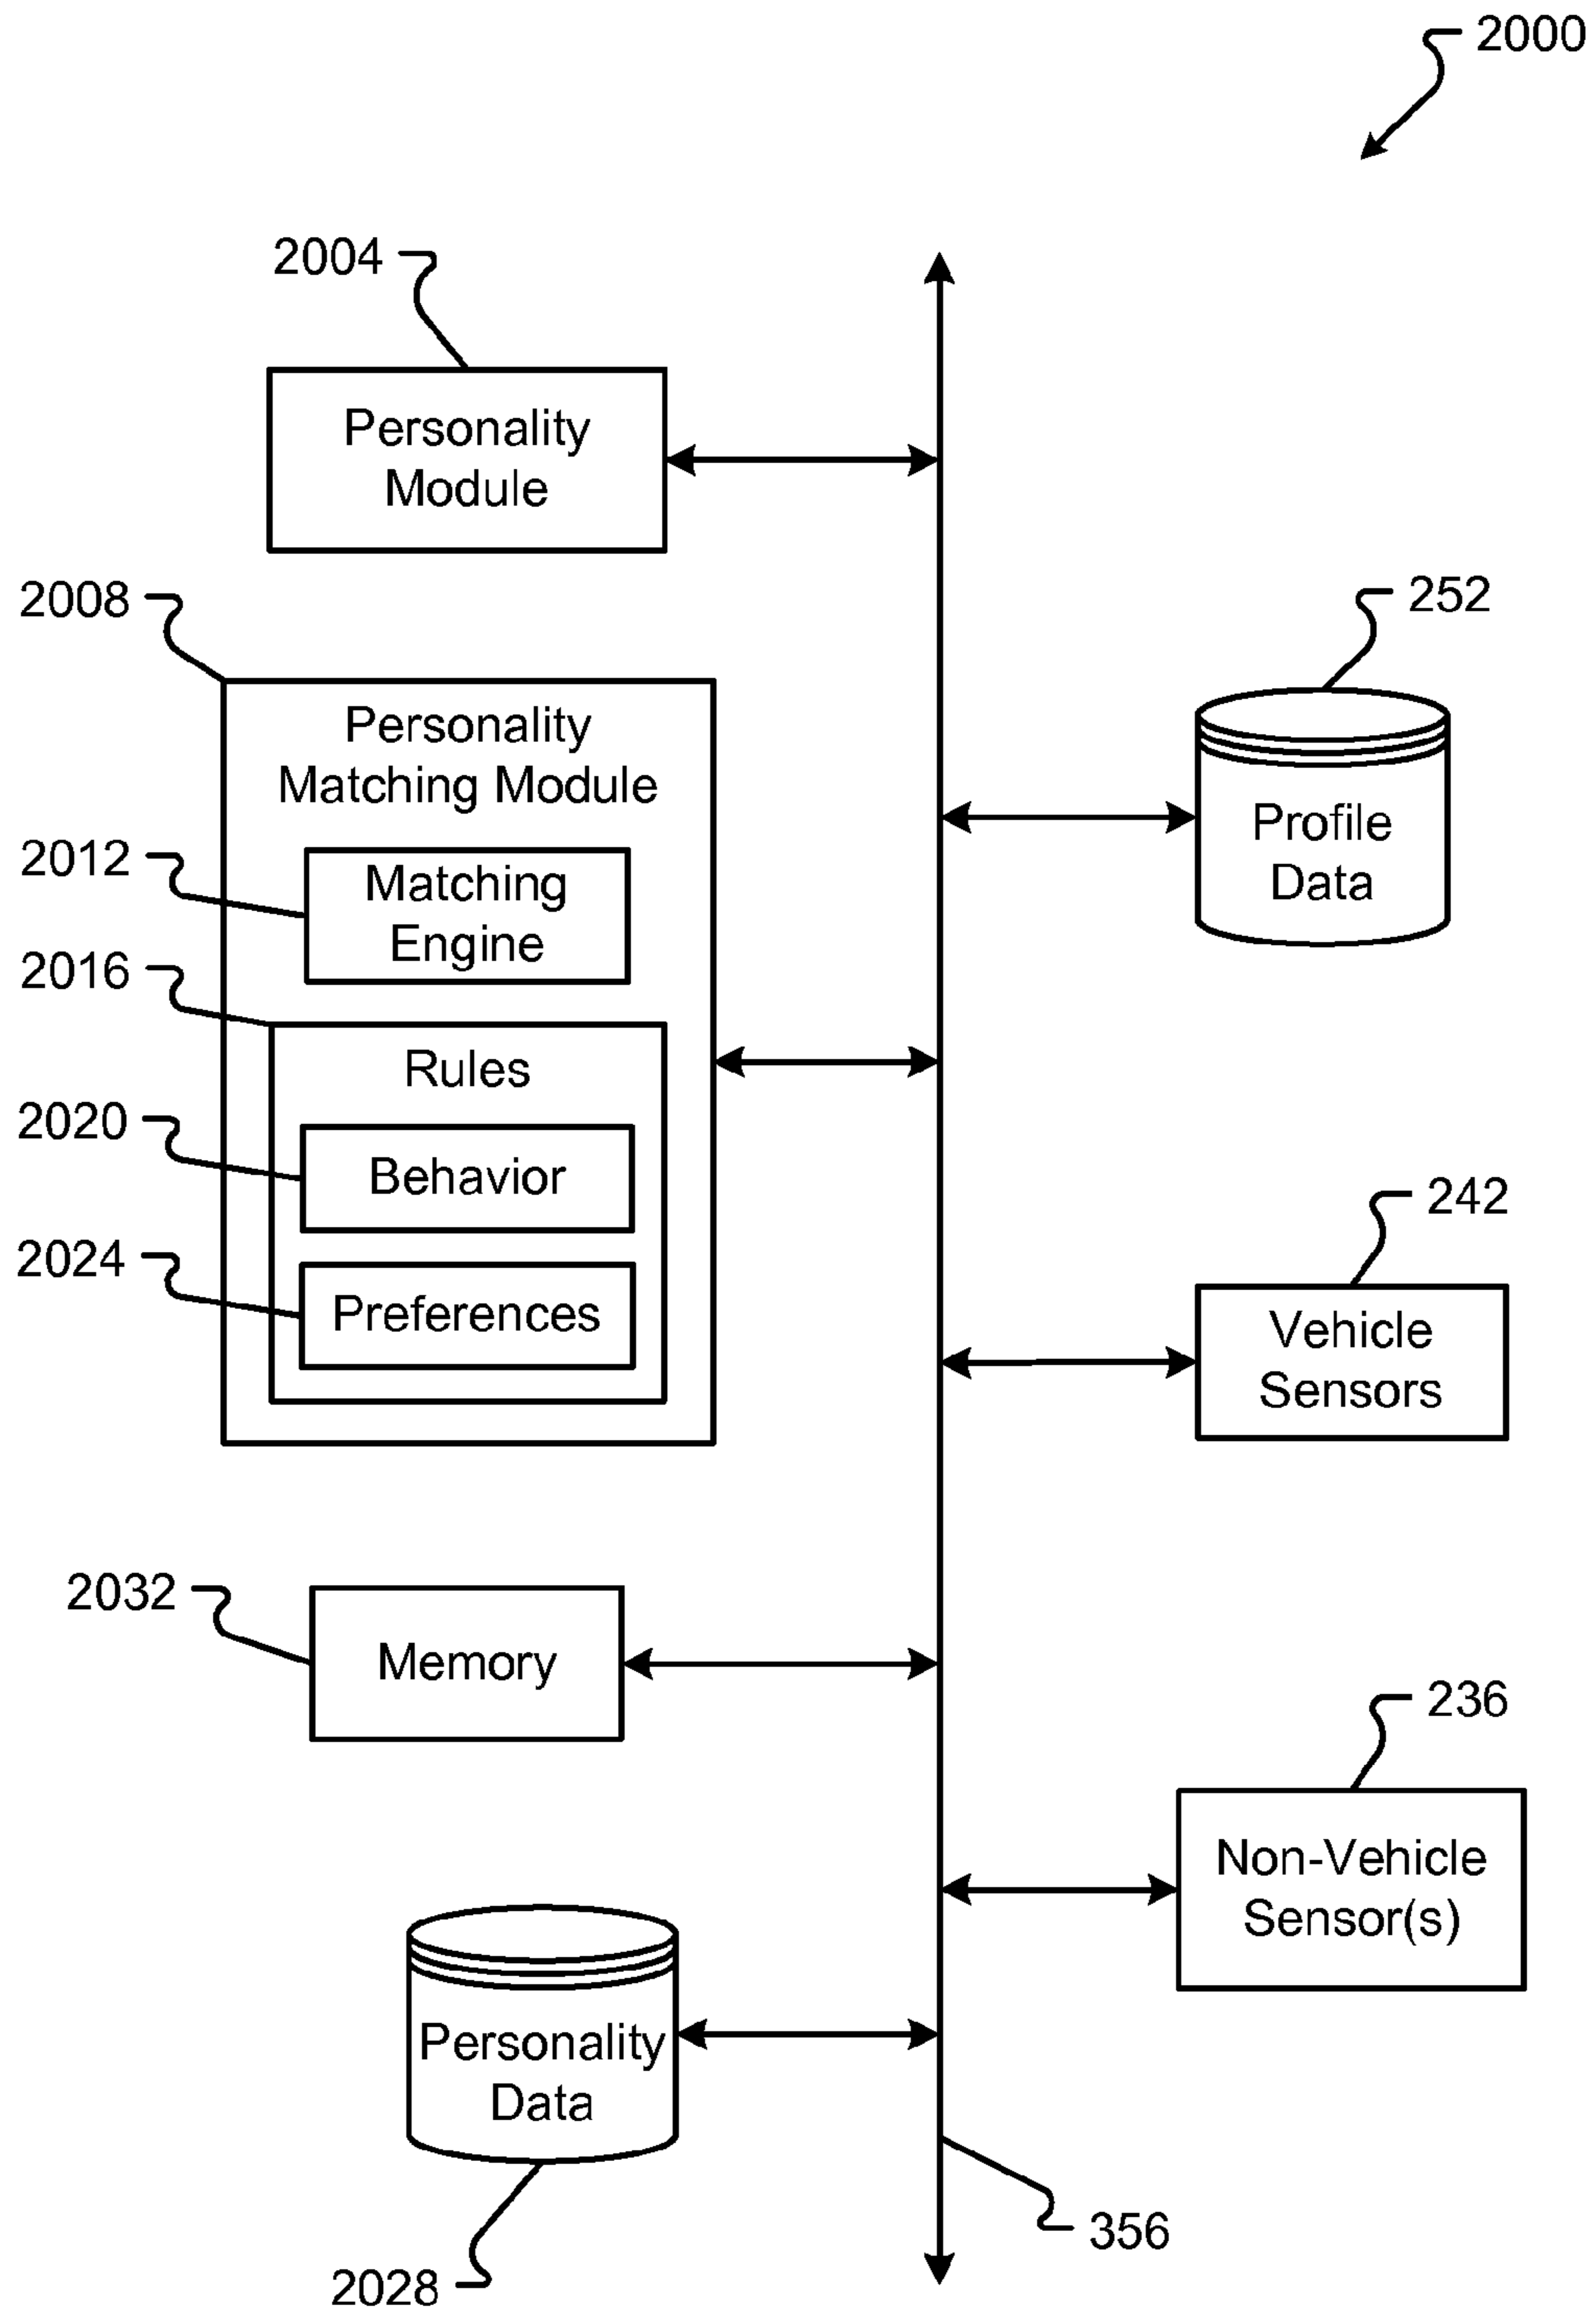 2000
2004
Personality
Module
2008
252
Personality
Matching Module
Profile
Data
2012
Matching
Engine
2016
Rules
2020
Behavior
242
2024
Preferences
Vehicle
Sensors
2032
Memory
236
Non-Vehicle
Sensor(s)
Personality
Data
356
2028